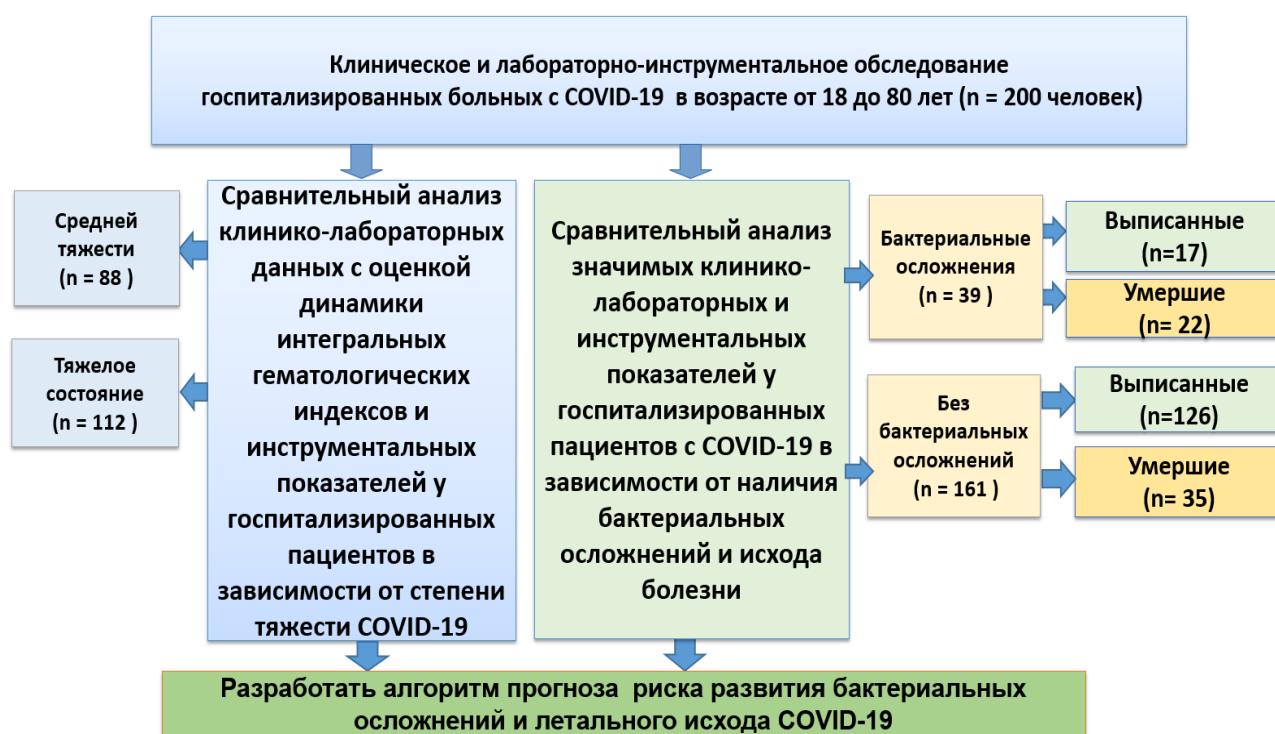 Клиническое и лабораторно-инструментальное обследование
госпитализированных больных с COVID-19 в возрасте от 18 до 80 лет (n = 200 человек)
Средней
тяжести
(n = 88 )
Тяжелое
состояние
(n = 112 )
Сравнительный анализ
клинико-лабораторных
данных с оценкой
динамики
интегральных
гематологических
индексов и
инструментальных
показателей у
госпитализированных
пациентов в
зависимости от степени
тяжести COVID-19
Сравнительный анализ
значимых клинико-
лабораторных и
инструментальных
показателей у
госпитализированных
пациентов с COVID-19 в
зависимости от наличия
бактериальных
осложнений и исхода
болезни
Бактериальные
осложнения
(n = 39 )
Выписанные
(n=17)
Умершие
(n= 22)
Без
бактериальных
осложнений
(n = 161 )
Выписанные
(n=126)
Умершие
(n= 35)
Разработать алгоритм прогноза риска развития бактериальных
осложнений и летального исхода COVID-19